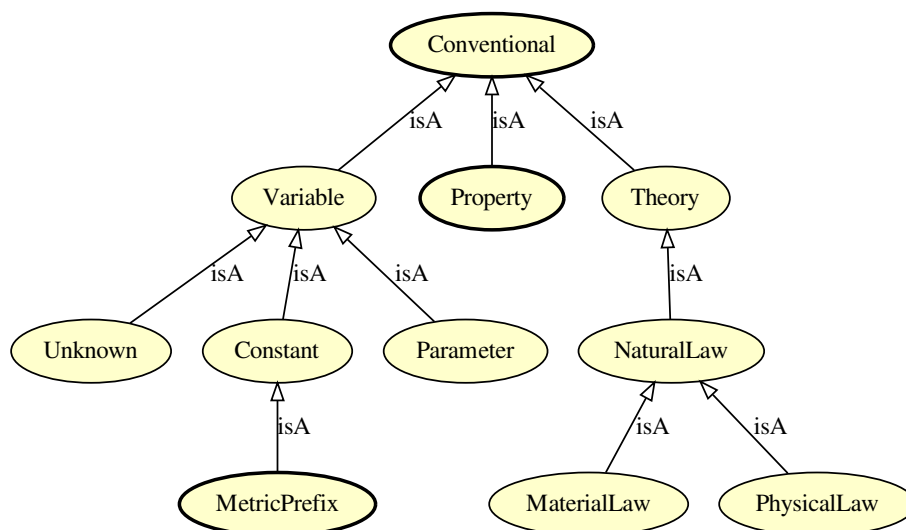 Conventional
isA
isA
isA
Variable
Property
Theory
isA
isA
isA
isA
Unknown
Constant
Parameter
NaturalLaw
isA
isA
isA
MetricPrefix
MaterialLaw
PhysicalLaw